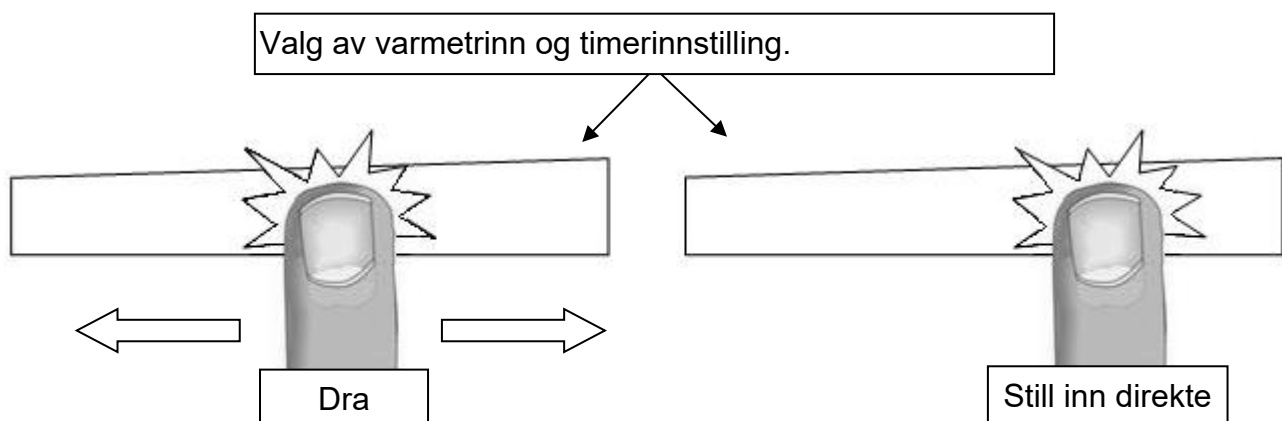 Valg av varmetrinn og timerinnstilling.
Dra
Still inn direkte